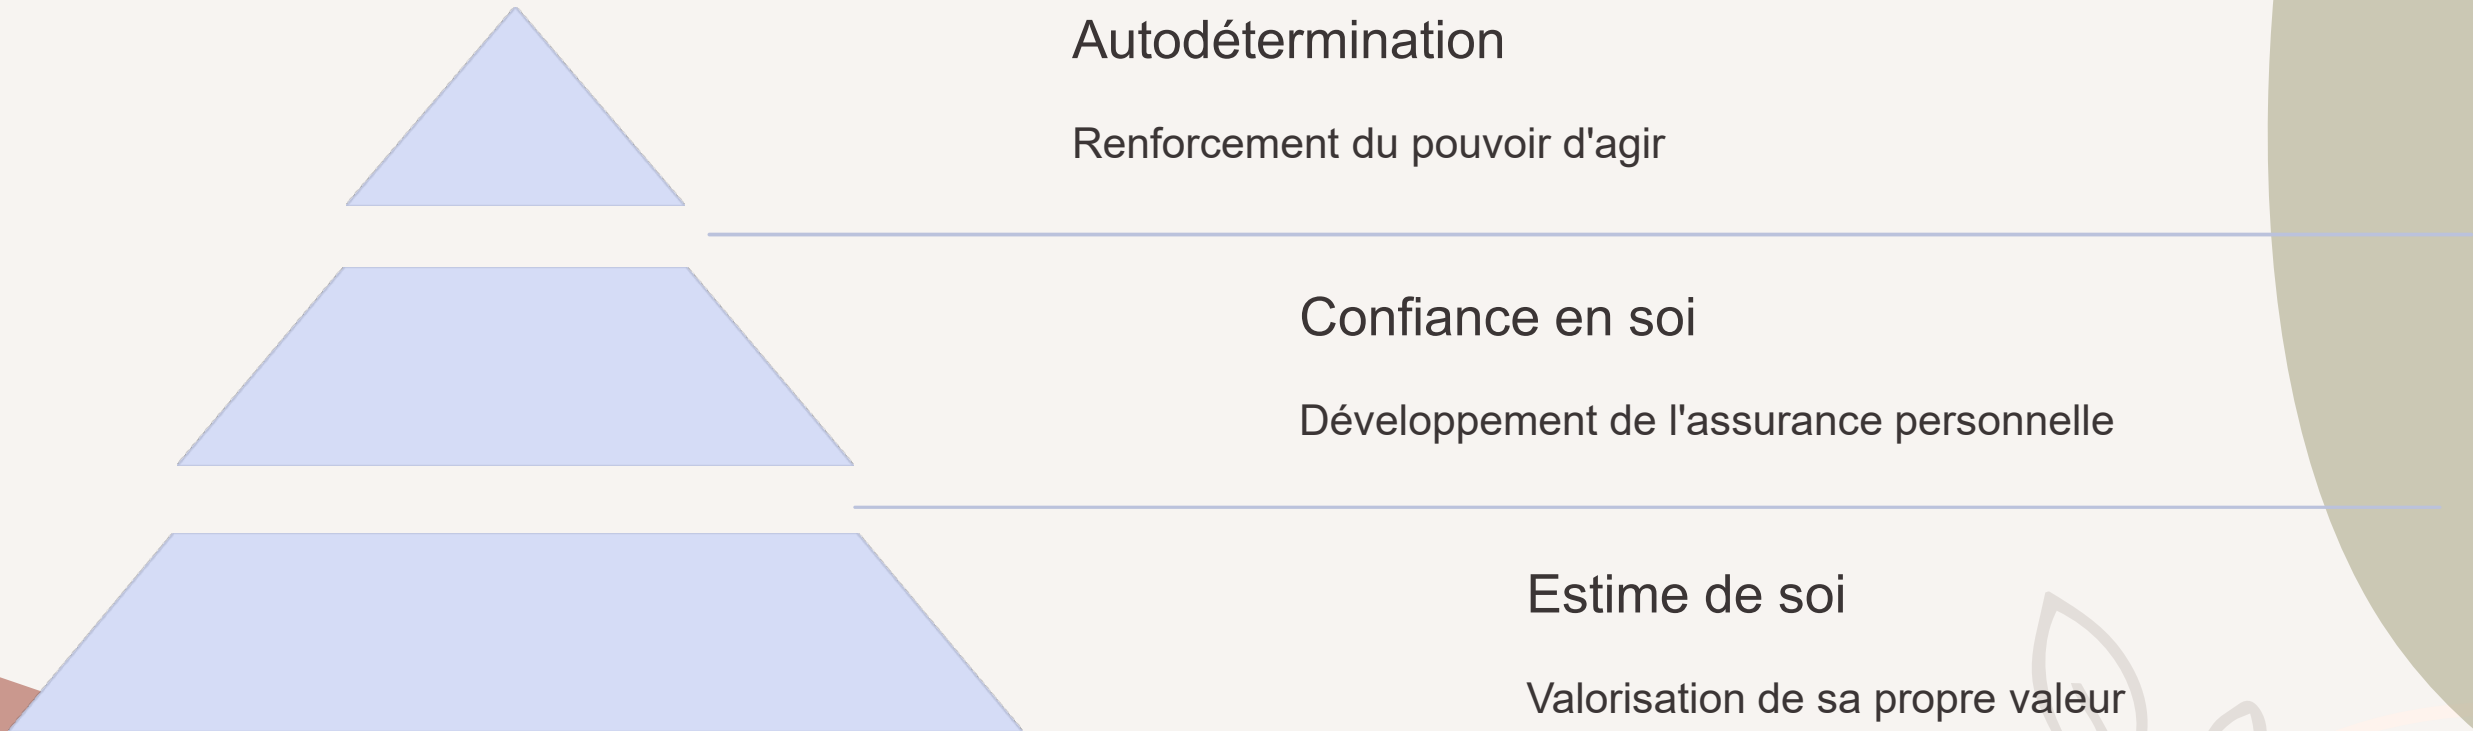 Autodétermination
Renforcement du pouvoir d'agir
Confiance en soi
Développement de l'assurance personnelle
Estime de soi
Valorisation de sa propre valeur